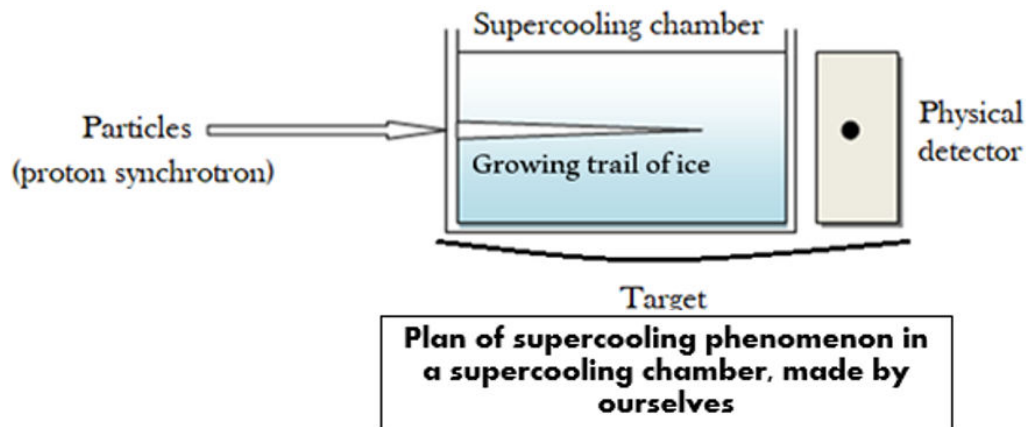 Supercooling chamber
Particles
(proton synchrotron)
Growing trail of ice
Physical
detector
Target
Plan of supercooling phenomenon in
a supercooling chamber, made by
ourselves